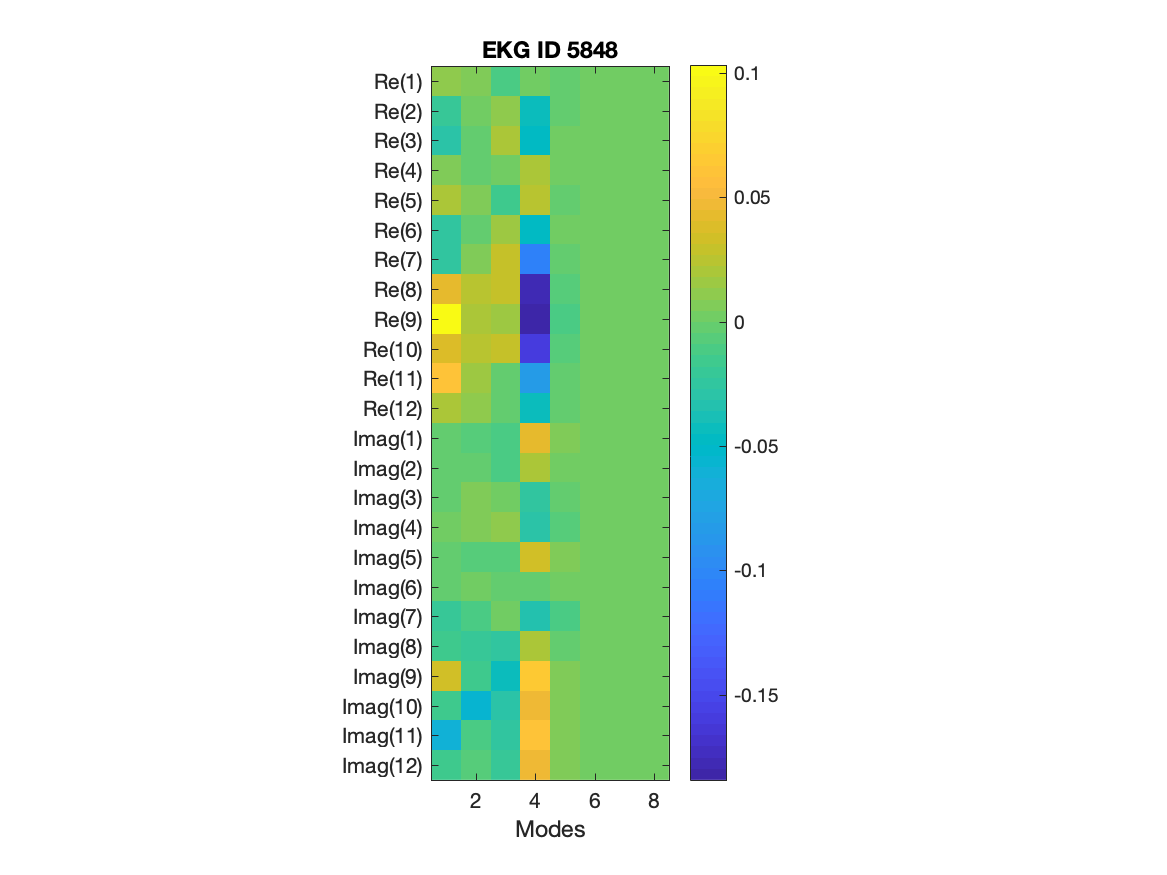 EKG ID 5848
Re(1)
Re(2)
Re(3)
Re(4)
Re(5)
Re(6)
Re(7)
Re(8)
Re(9)
Re(10)
Re(11)
Re(12)
Imag(1)
Imag(2)
Imag(3)
Imag(4)
Imag(5)
Imag(6)
Imag(7)
Imag(8)
Imag(9)
Imag(10)
Imag(11)
Imag(12)
2 4 6 8
Modes
0.1
0.05
0
-0.05
-0.1
-0.15